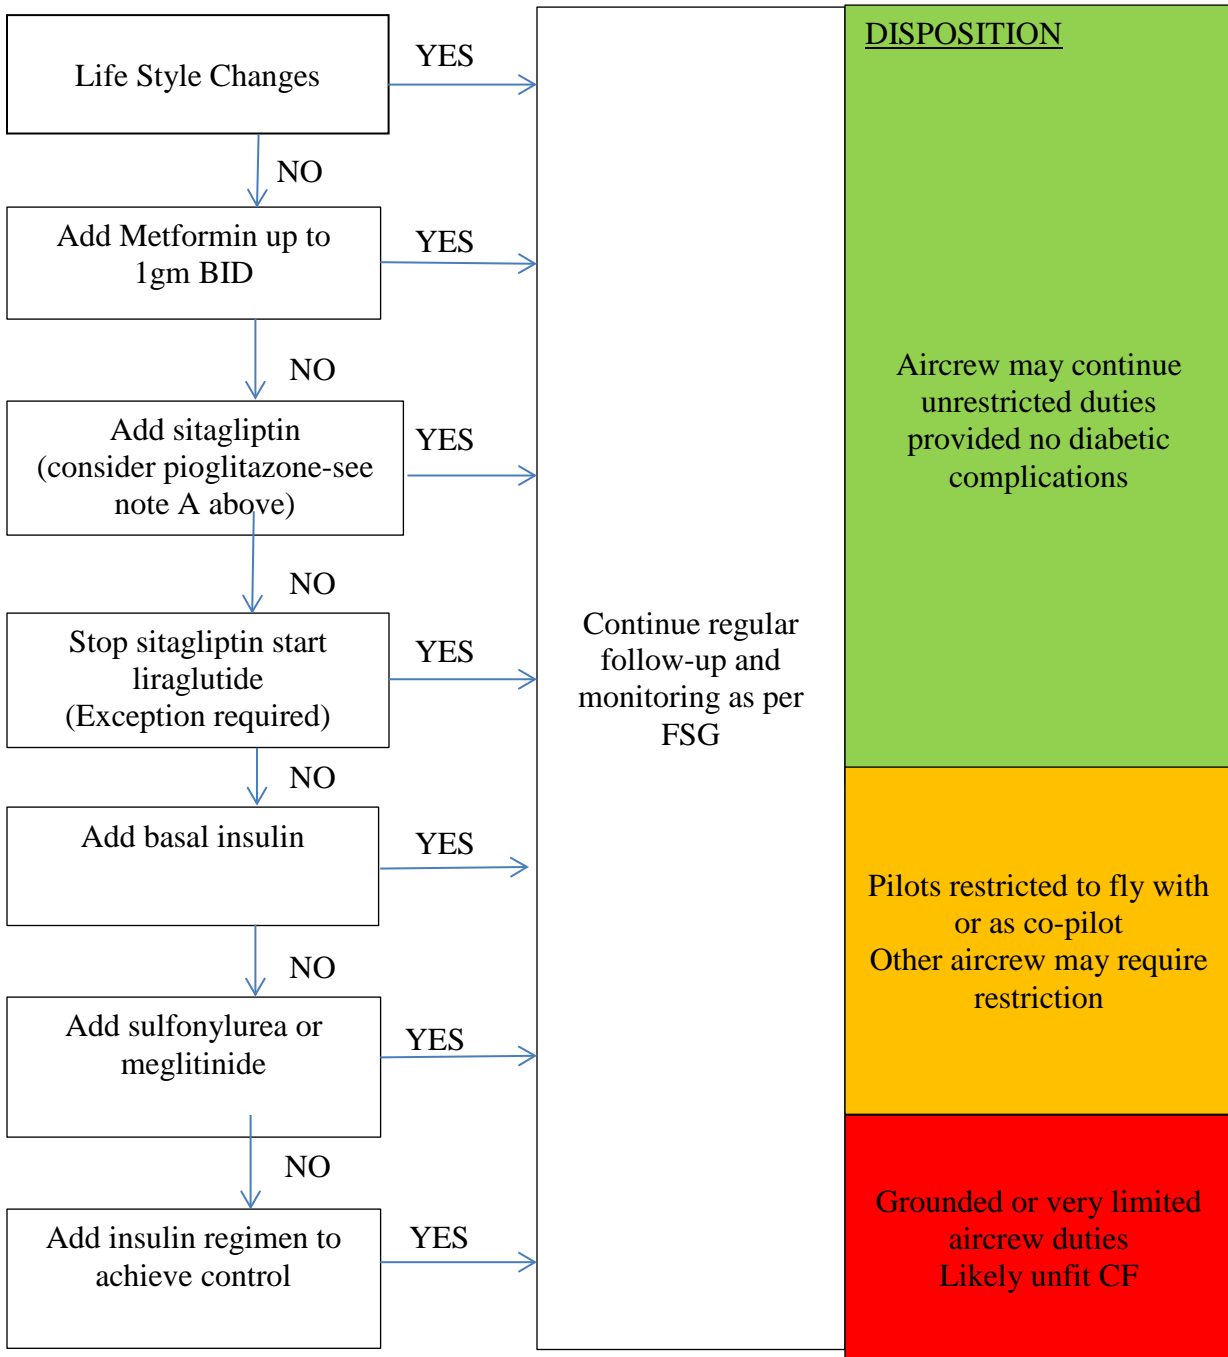 Life Style Changes
YES
NO
Add Metformin up to
1gm BID
YES
NO
Add sitagliptin
(consider pioglitazone-see
note A above)
YES
NO
Stop sitagliptin start
liraglutide
(Exception required)
YES
NO
Add basal insulin
YES
NO
Add sulfonylurea or
meglitinide
YES
NO
Add insulin regimen to
achieve control
YES
Continue regular
follow-up and
monitoring as per
FSG
DISPOSITION
Aircrew may continue
unrestricted duties
provided no diabetic
complications
Pilots restricted to fly with
or as co-pilot
Other aircrew may require
restriction
Grounded or very limited
aircrew duties
Likely unfit CF